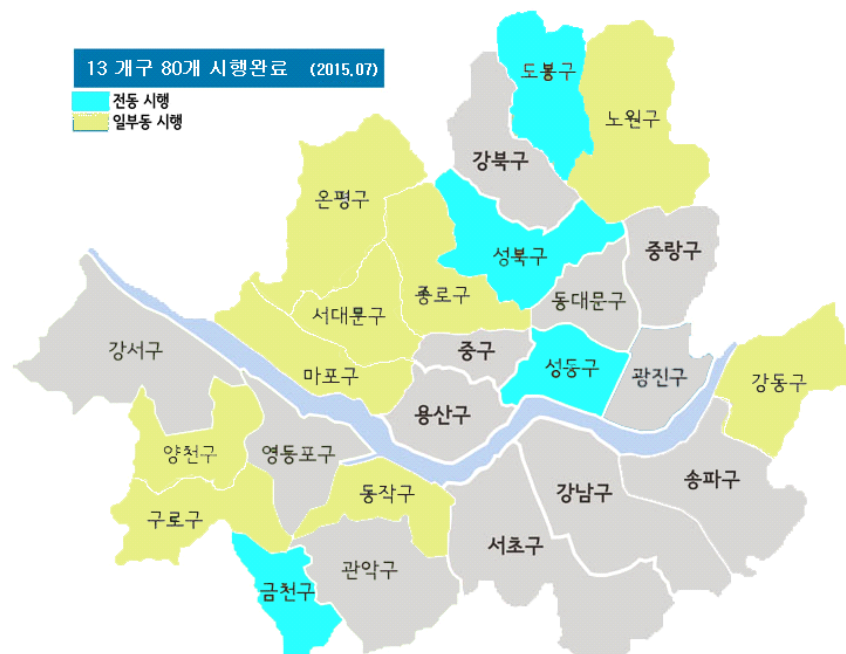 13 개구 80개 시행완료 (2015.07)
전동 시행
일부동 시행
도봉구
노원구
강북구
은평구
성북구
중랑구
종로구
동대문구
서대문구
강서구
중구
성동구
마포구
광진구
강동구
용산구
양천구
영등포구
동작구
강남구
송파구
구로구
서초구
관악구
금천구